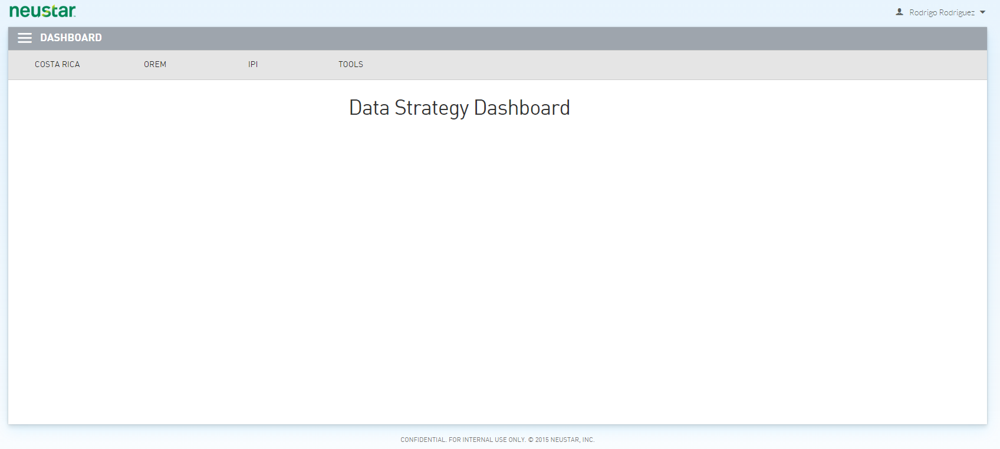 neustar
Rodrigo Rodriguez
DASHBOARD
COSTA RICA OREM IPI TOOLS
Data Strategy Dashboard
CONFIDENTIAL. FOR INTERNAL USE ONLY. © 2015 NEUSTAR, INC.